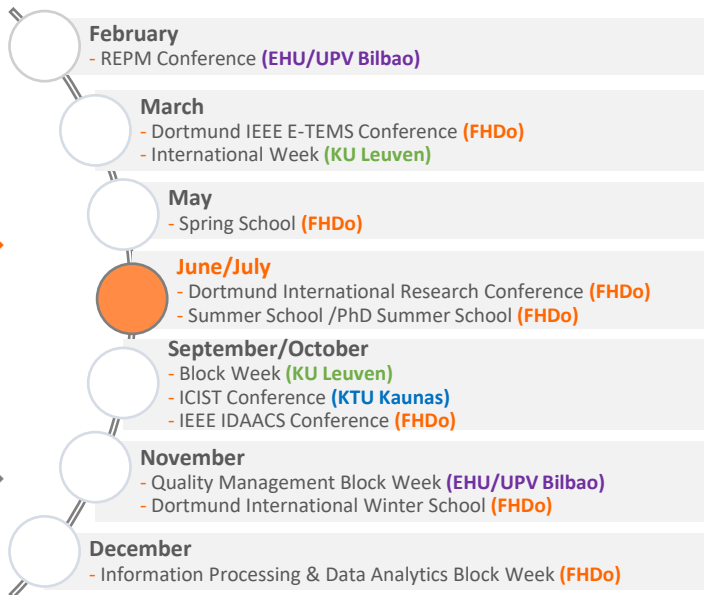 February
- REPM Conference (EHU/UPV Bilbao)
March
- Dortmund IEEE E-TEMS Conference (FHDo)
- International Week (KU Leuven)
May
- Spring School (FHDo)
June/July
- Dortmund International Research Conference (FHDo)
- Summer School /PhD Summer School (FHDo)
September/October
- Block Week (KU Leuven)
- ICIST Conference (KTU Kaunas)
- IEEE IDAACS Conference (FHDo)
November
- Quality Management Block Week (EHU/UPV Bilbao)
- Dortmund International Winter School (FHDo)
December
- Information Processing & Data Analytics Block Week (FHDo)